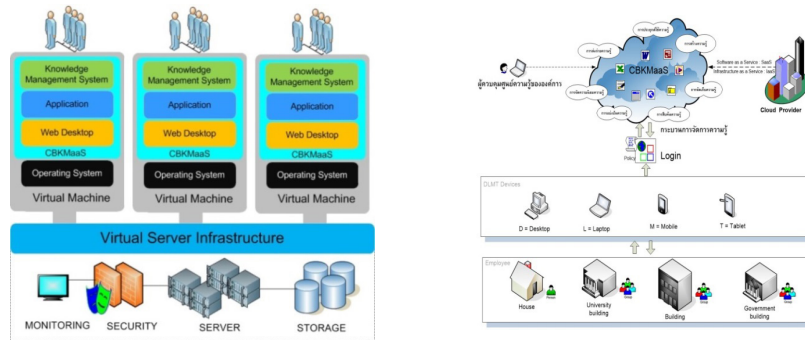 Knowledge
Management System
Application
Web Desktop
CBKMaaS
Operating System
Virtual Machine
Knowledge
Management System
Application
Web Desktop
CBKMaaS
Operating System
Virtual Machine
Knowledge
Management System
Application
Web Desktop
CBKMaaS
Operating System
Virtual Machine
Virtual Server Infrastructure
MONITORING
SECURITY
SERVER
STORAGE
CBKMaaS
ผู้ควบคุมศูนย์ความรู้ขององค์การ
Software as a Service : SaaS
Infrastructure as a Service : IaaS
Cloud Provider
กระบวนการจัดการความรู้
Policy
Login
DLMT Devices
D = Desktop
L = Laptop
M = Mobile
T = Tablet
Employee
House
University
building
Building
Government
building